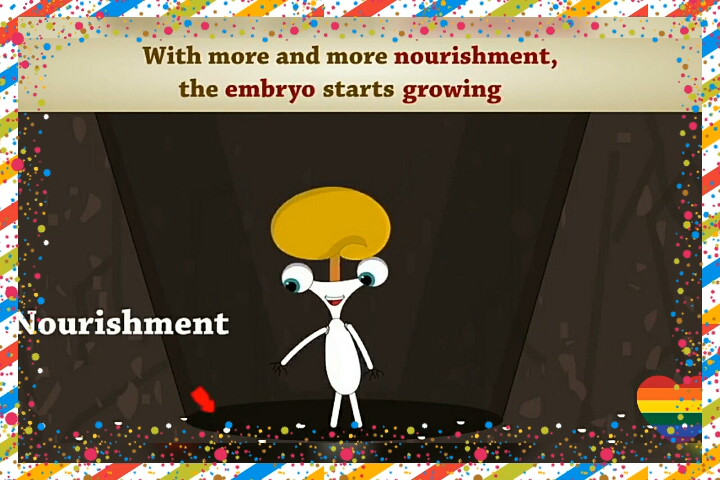 With more and more nourishment,
the embryo starts growing
Nourishment